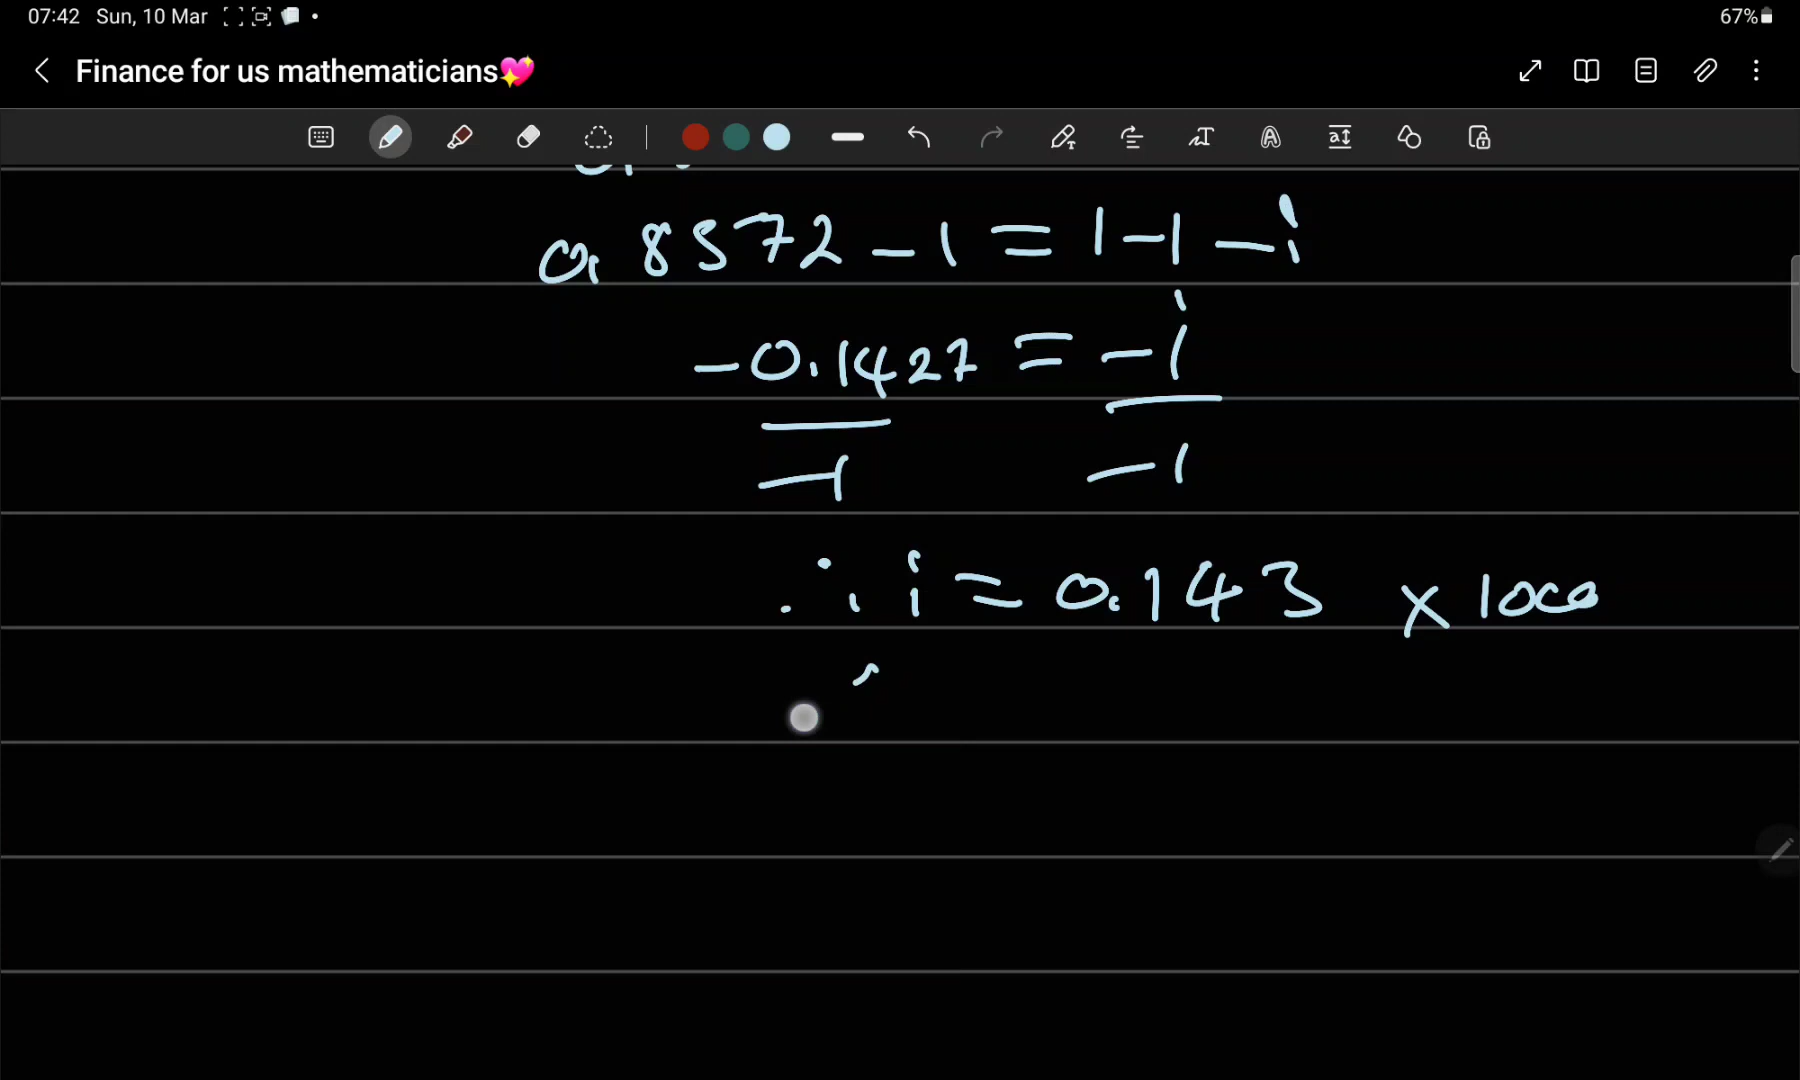 07:42 Sun, 10 Mar
67%
Finance for us mathematicians💖
0,8572-1=1-1-i
-0.1427=-i
-1 -1
∴ i=0.143 ×